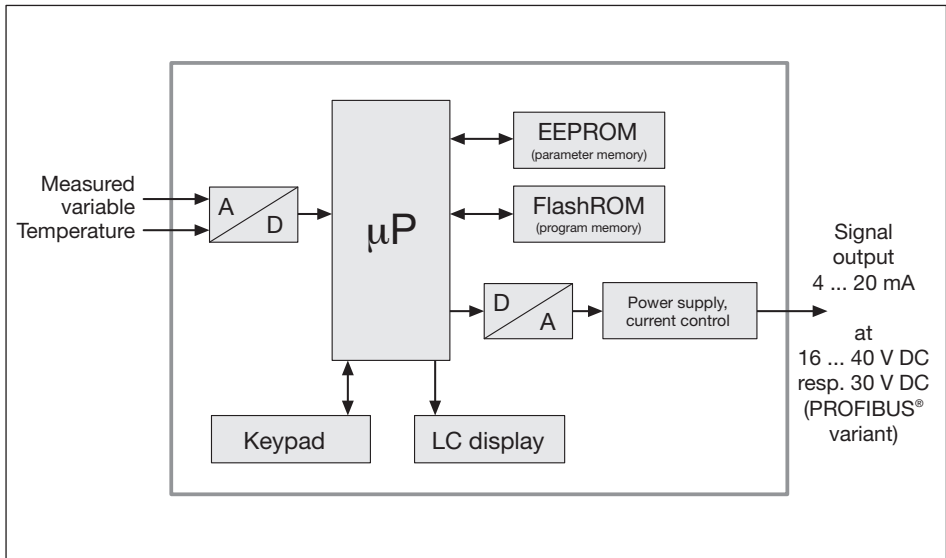 Measured
variable
Temperature
A
D
µP
EEPROM
(parameter memory)
FlashROM
(program memory)
D
A
Power supply,
current control
Keypad
LC display
Signal
output
4 ... 20 mA
at
16 ... 40 V DC
resp. 30 V DC
(PROFIBUS®
variant)